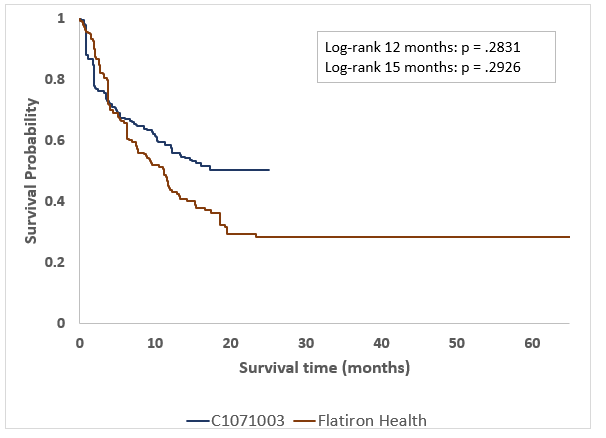 Log-rank 12 months: p = .2831
Log-rank 15 months: p = .2926
1
0.8
0.6
0.4
0.2
0
Survival Probability
0 10 20 30 40 50 60
Survival time (months)
C1071003 Flatiron Health